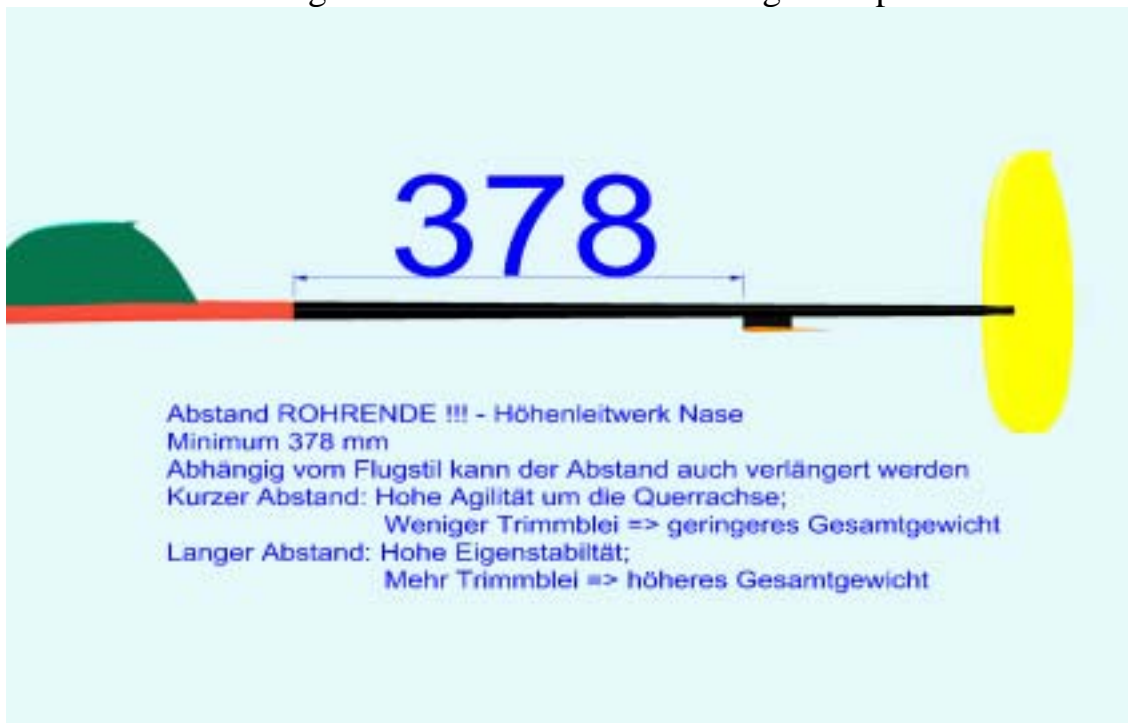 378
Abstand ROHRENDE !!! - Höhenleitwerk Nase
Minimum 378 mm
Abhängig vom Flugstil kann der Abstand auch verlängert werden
Kurzer Abstand: Hohe Agilität um die Querrachse;
Weniger Trimmblei => geringeres Gesamtgewicht
Langer Abstand: Hohe Eigenstabiltät;
Mehr Trimmblei => höheres Gesamtgewicht